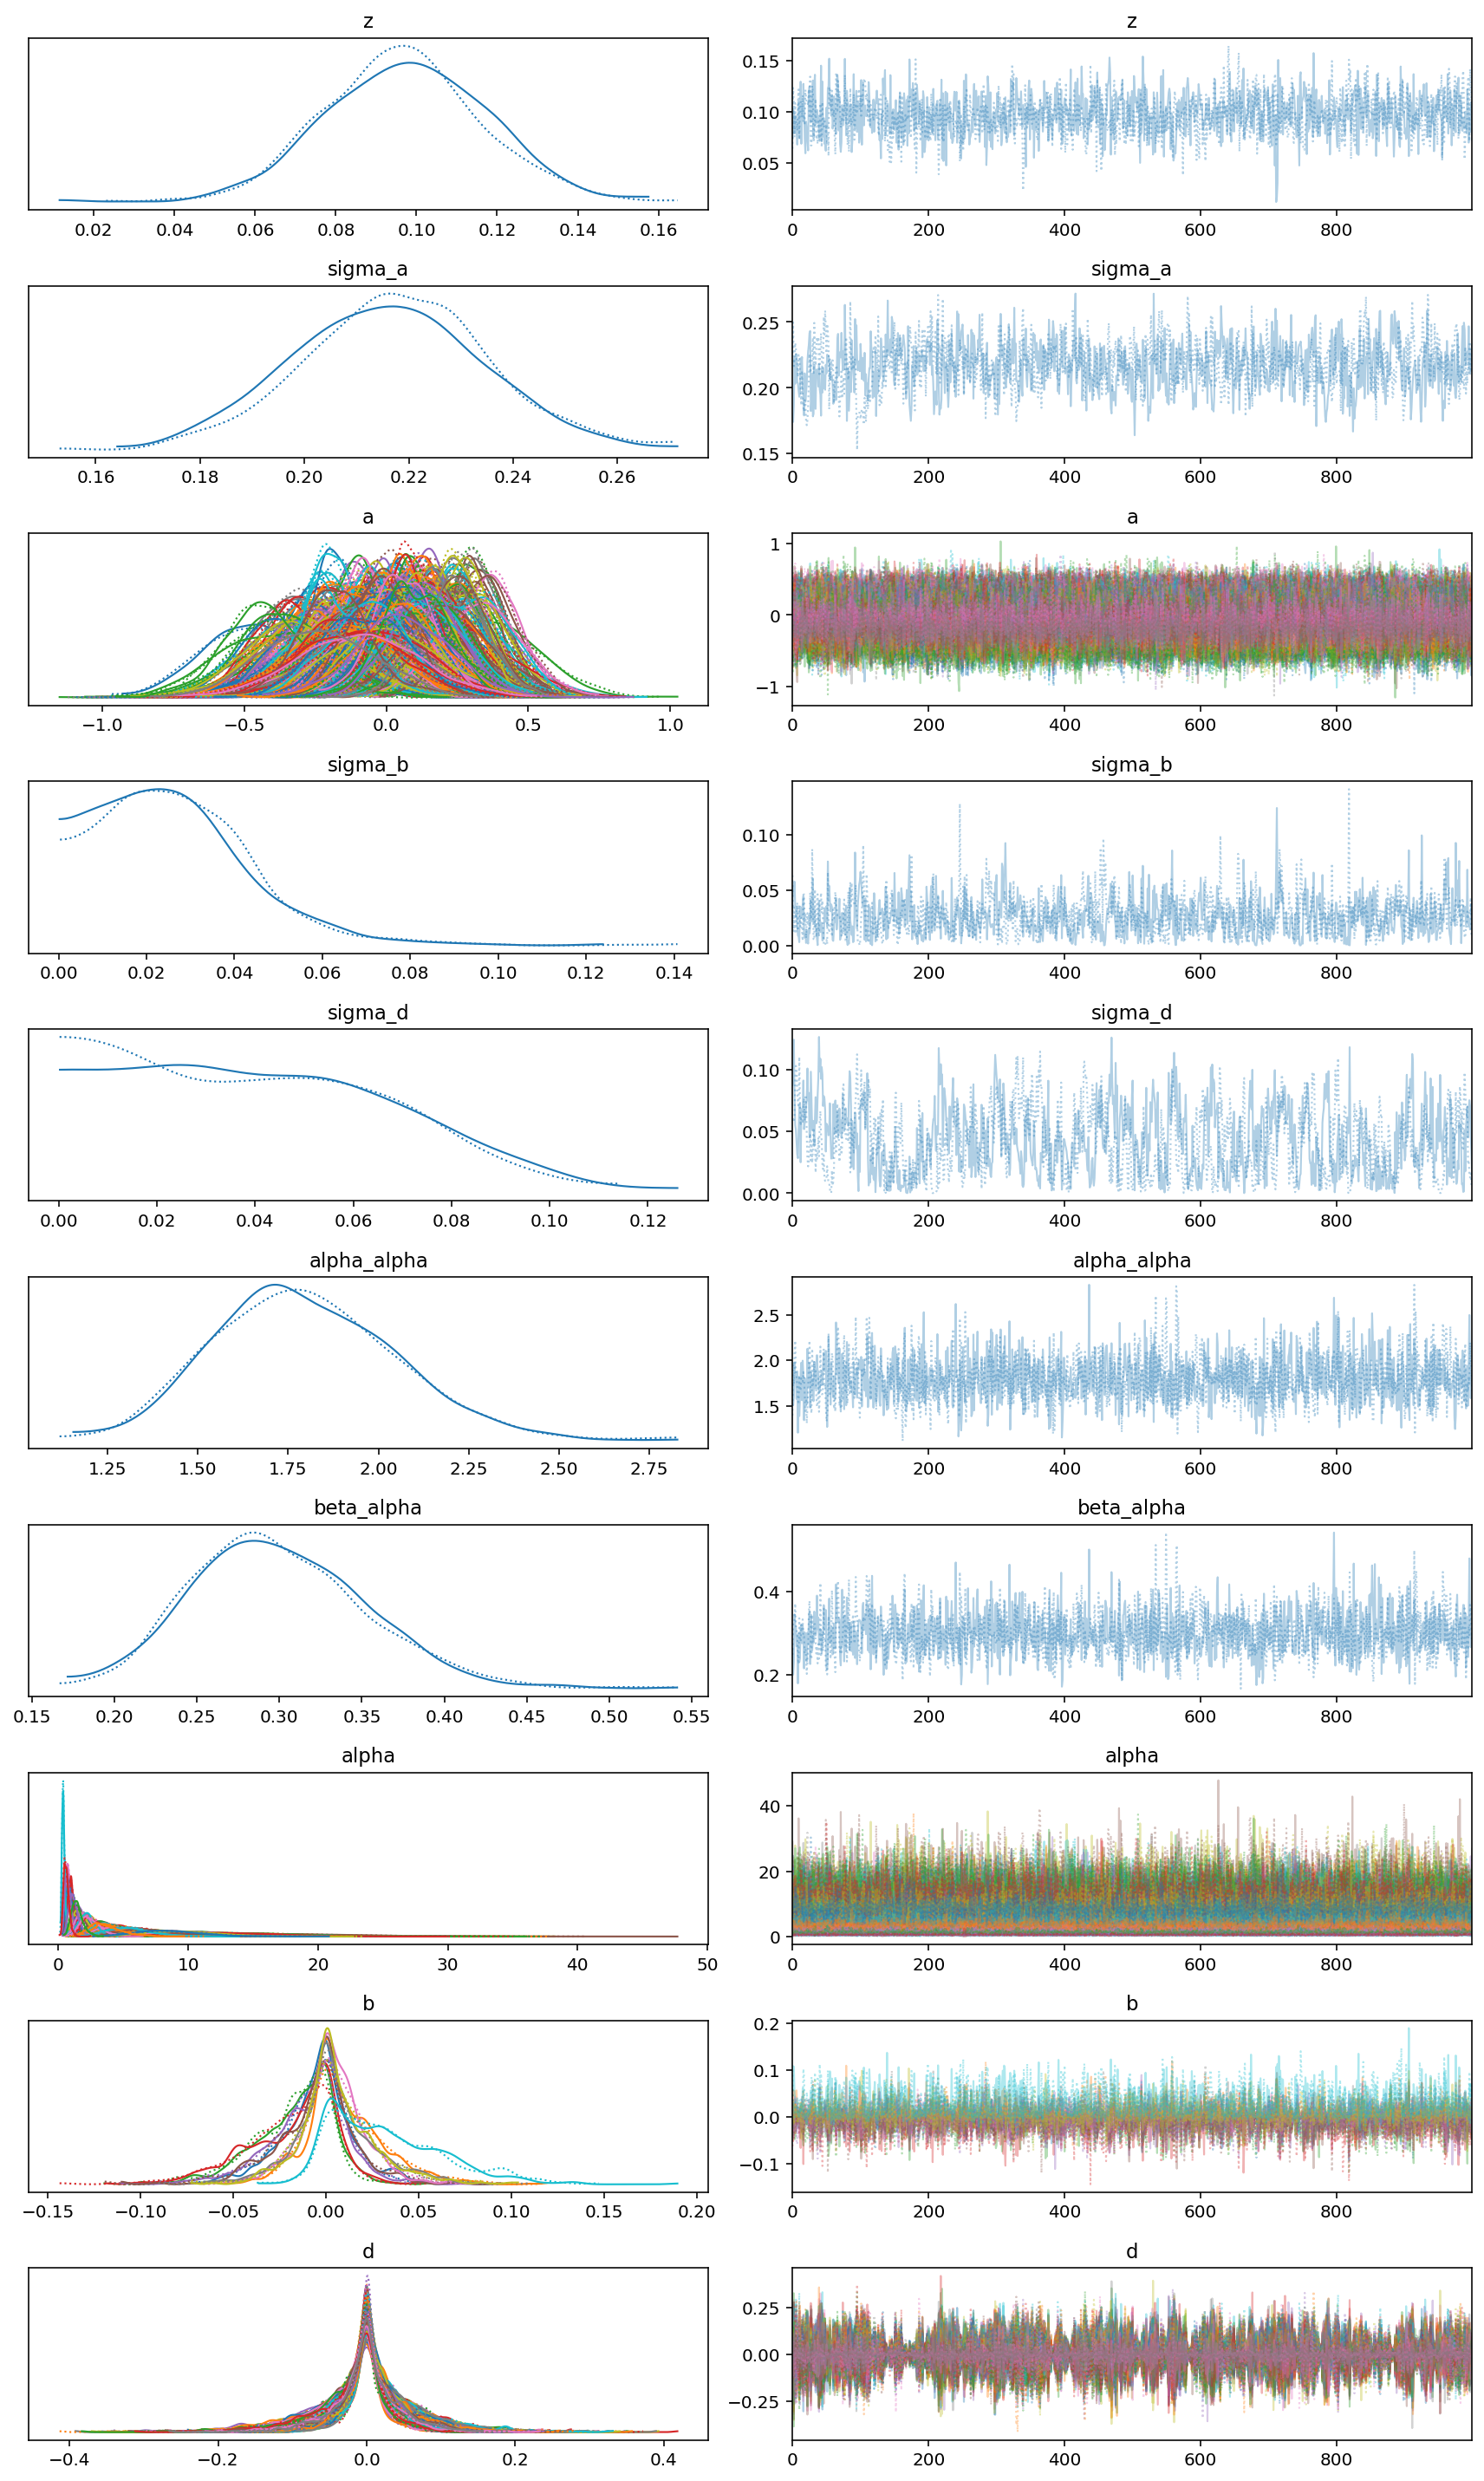 z z
0.15
0.10
0.05
0.02 0.04 0.06 0.08 0.10 0.12 0.14 0.16 0 200 400 600 800
sigma_a sigma_a
0.25
0.20
0.15
0.16 0.18 0.20 0.22 0.24 0.26 0 200 400 600 800
a a
1
0
−1
−1.0 −0.5 0.0 0.5 1.0 0 200 400 600 800
sigma_b sigma_b
0.10
0.05
0.00
0.00 0.02 0.04 0.06 0.08 0.10 0.12 0.14 0 200 400 600 800
sigma_d sigma_d
0.10
0.05
0.00
0.00 0.02 0.04 0.06 0.08 0.10 0.12 0 200 400 600 800
alpha_alpha alpha_alpha
2.5
2.0
1.5
1.25 1.50 1.75 2.00 2.25 2.50 2.75 0 200 400 600 800
beta_alpha beta_alpha
0.4
0.2
0.15 0.20 0.25 0.30 0.35 0.40 0.45 0.50 0.55 0 200 400 600 800
alpha alpha
40
20
0
0 10 20 30 40 50 0 200 400 600 800
b b
0.2
0.1
0.0
−0.1
−0.15 −0.10 −0.05 0.00 0.05 0.10 0.15 0.20 0 200 400 600 800
d d
0.25
0.00
−0.25
−0.4 −0.2 0.0 0.2 0.4 0 200 400 600 800